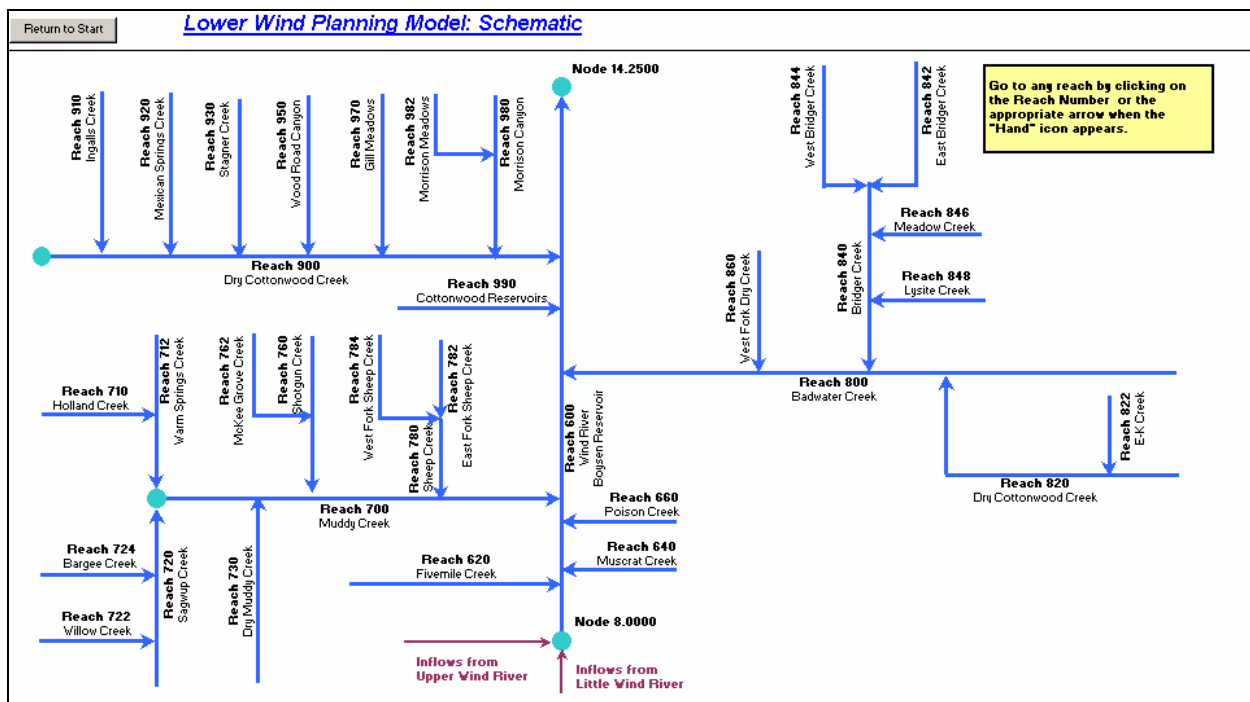 Return to Start
Lower Wind Planning Model: Schematic
Node 14.2500
Reach 910
Ingalls Creek
Reach 920
Mexican Springs Creek
Reach 930
Stagner Creek
Reach 950
Wood Road Canyon
Reach 970
Gill Meadows
Reach 982
Morrison Meadows
Reach 980
Morrison Canyon
Reach 844
West Bridger Creek
Reach 842
East Bridger Creek
Go to any reach by clicking on
the Reach Number or the
appropriate arrow when the
"Hand" icon appears.
Reach 846
Meadow Creek
Reach 860
West Fork Dry Creek
Reach 840
Bridger Creek
Reach 848
Lysite Creek
Reach 900
Dry Cottonwood Creek
Reach 990
Cottonwood Reservoirs
Reach 710
Holland Creek
Reach 712
Warm Springs Creek
Reach 762
McKee Grove Creek
Reach 760
Shotgun Creek
Reach 784
West Fork Sheep Creek
Reach 780
Sheep Creek
Reach 782
East Fork Sheep Creek
Reach 600
Wind River
Boysen Reservoir
Reach 800
Badwater Creek
Reach 822
E-K Creek
Reach 820
Dry Cottonwood Creek
Reach 700
Muddy Creek
Reach 660
Poison Creek
Reach 724
Bargee Creek
Reach 720
Sagwup Creek
Reach 730
Dry Muddy Creek
Reach 620
Fivemile Creek
Reach 640
Muscrat Creek
Reach 722
Willow Creek
Node 8.0000
Inflows from
Upper Wind River
Inflows from
Little Wind River